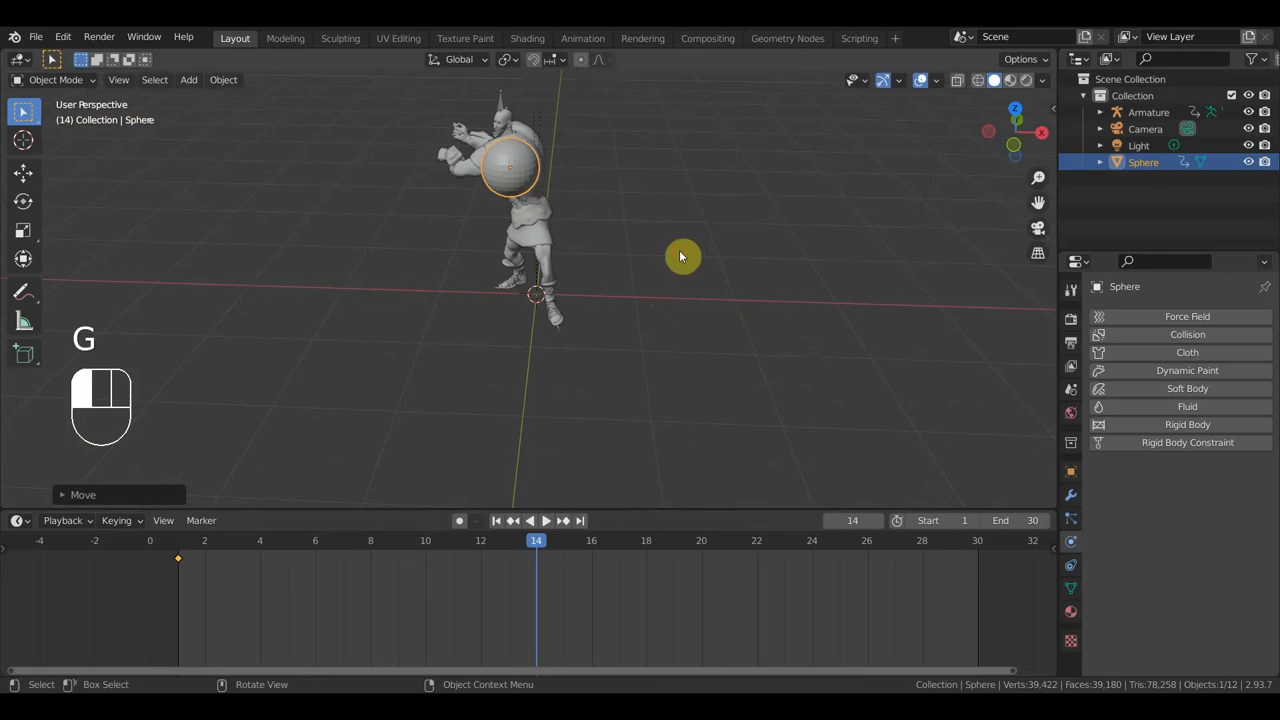 File Edit Render Window Help Layout Modeling Sculpting UV Editing Texture Paint Shading Animation Rendering Compositing Geometry Nodes Scripting + Scene View Layer
Global Options
Object Mode View Select Add Object
User Perspective
(14) Collection | Sphere
Z
Y
X
Scene Collection
Collection
Armature
Camera
Light
Sphere
Sphere
Force Field
Collision
Cloth
Dynamic Paint
Soft Body
Fluid
Rigid Body
Rigid Body Constraint
G
Move
Playback Keying View Marker 14 Start 1 End 30
-4 -2 0 2 4 6 8 10 12 14 16 18 20 22 24 26 28 30 32
Select Box Select Rotate View Object Context Menu Collection | Sphere | Verts:39,422 | Faces:39,180 | Tris:78,258 | Objects:1/12 | 2.93.7